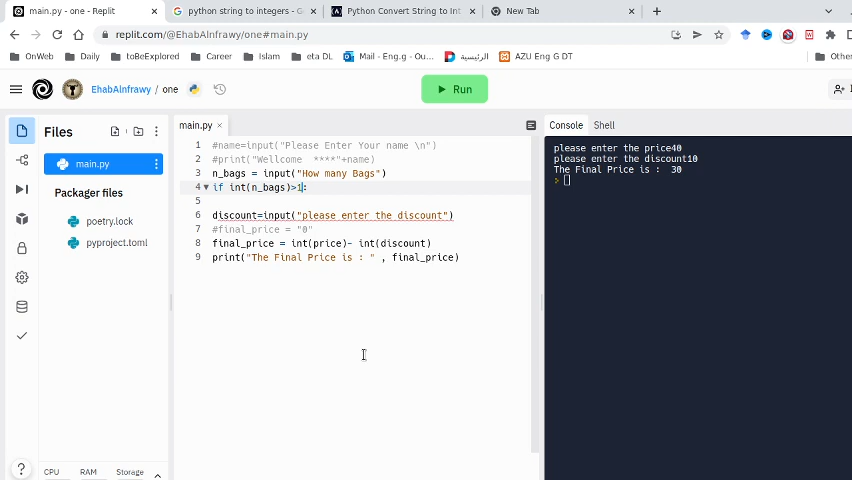 main.py - one - Replit
python string to integers - Goo
Python Convert String to Int
New Tab
replit.com/@EhabAlnfrawy/one#main.py
OnWeb
Daily
toBeExplored
Career
Islam
eta DL
Mail - Eng.g - Ou...
AZU Eng G DT
Other
EhabAlnfrawy / one
Run
I
Files
main.py
Packager files
poetry.lock
pyproject.toml
CPU RAM Storage
main.py
1 #name=input("Please Enter Your name \n")
2 #print("Wellcome ****"+name)
3 n_bags = input("How many Bags")
4 if int(n_bags)>1:
5
6 discount=input("please enter the discount")
7 #final_price = "0"
8 final_price = int(price)- int(discount)
9 print("The Final Price is : " , final_price)
Console
Shell
please enter the price40
please enter the discount10
The Final Price is :  30